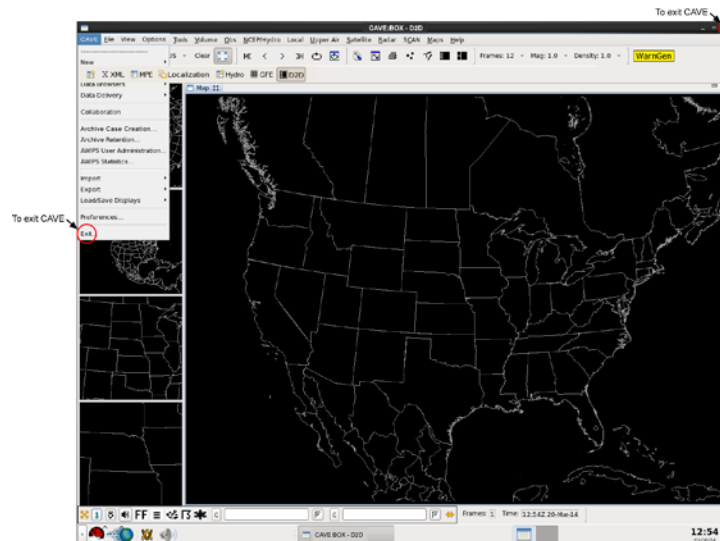 To exit CAVE
CAVE:BOX - D2D
CAVE File View Options Tools Volume Obs NCEP/Hydro Local Upper Air Satellite Radar SCAN Maps Help
Clear Frames: 12 Mag: 1.0 Density: 1.0 WarnGen
New
XML MPE Localization Hydro GFE D2D
Data Browsers
Map
Data Delivery
Collaboration
Archive Case Creation...
Archive Retention...
AWIPS User Administration...
AWIPS Statistics...
Import
Export
Load/Save Displays
Preferences...
To exit CAVE
Exit
FF Frames: 1 Time: 12:54Z 20-Mar-14
CAVE:BOX - D2D
12:54